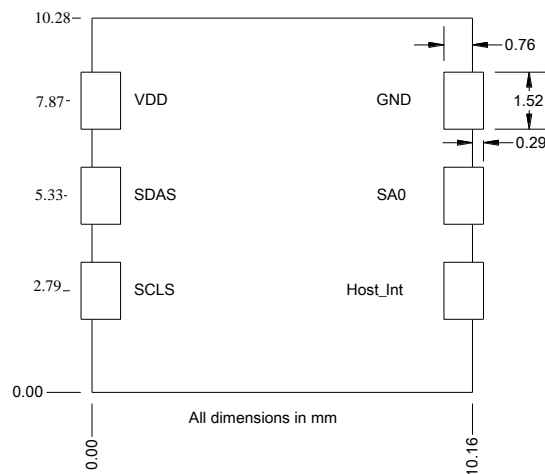 10.28
0.76
7.87
VDD
GND
1.52
0.29
5.33
SDAS
SA0
2.79
SCLS
Host_Int
0.00
All dimensions in mm
0.00
10.16